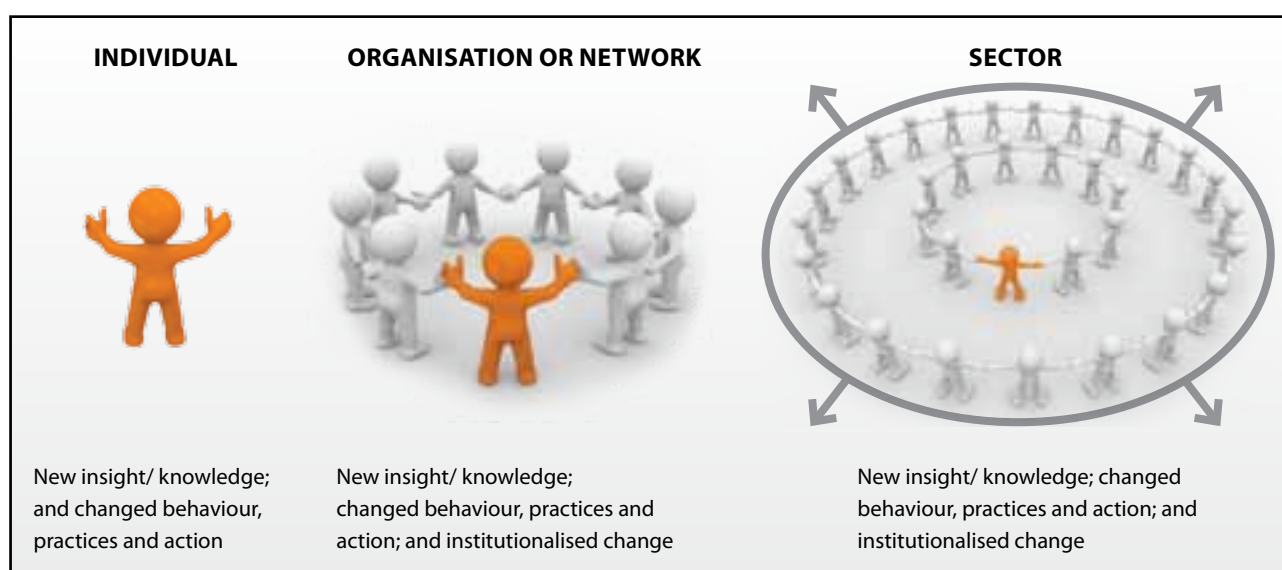 INDIVIDUAL
ORGANISATION OR NETWORK
SECTOR
New insight/ knowledge;
and changed behaviour,
practices and action
New insight/ knowledge;
changed behaviour, practices and
action; and institutionalised change
New insight/ knowledge; changed
behaviour, practices and action; and
institutionalised change